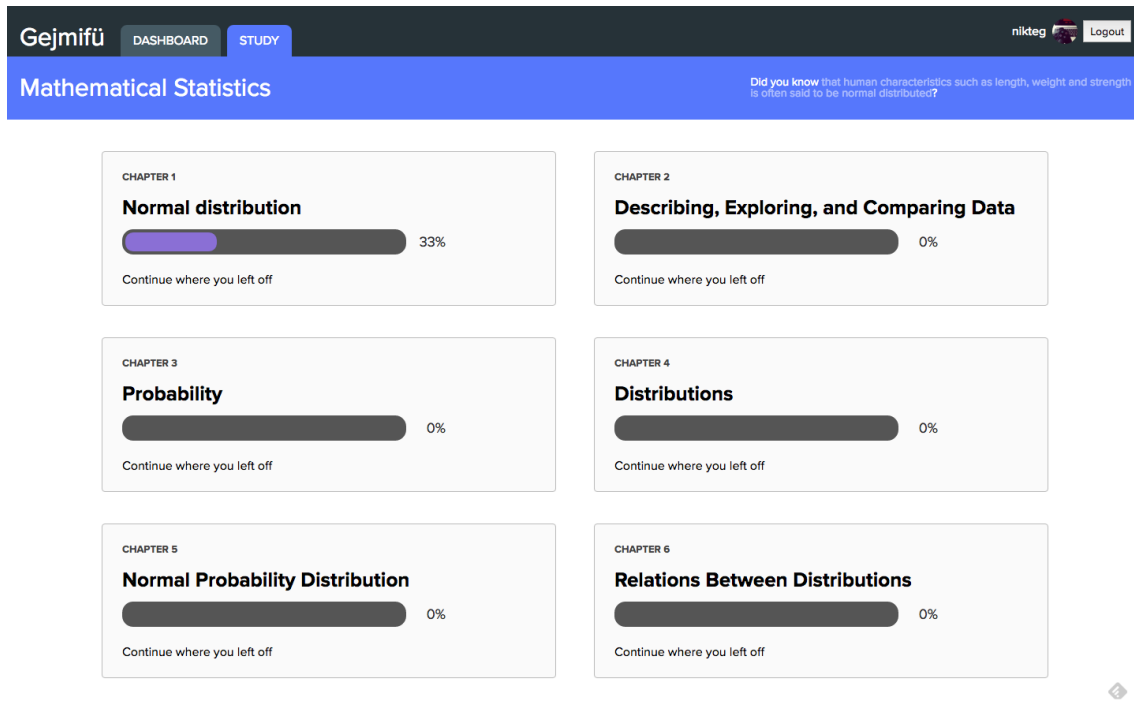 Gejmifü
DASHBOARD
STUDY
nikteg
Logout
Mathematical Statistics
Did you know that human characteristics such as length, weight and strength
is often said to be normal distributed?
CHAPTER 1
Normal distribution
33%
Continue where you left off
CHAPTER 2
Describing, Exploring, and Comparing Data
0%
Continue where you left off
CHAPTER 3
Probability
0%
Continue where you left off
CHAPTER 4
Distributions
0%
Continue where you left off
CHAPTER 5
Normal Probability Distribution
0%
Continue where you left off
CHAPTER 6
Relations Between Distributions
0%
Continue where you left off